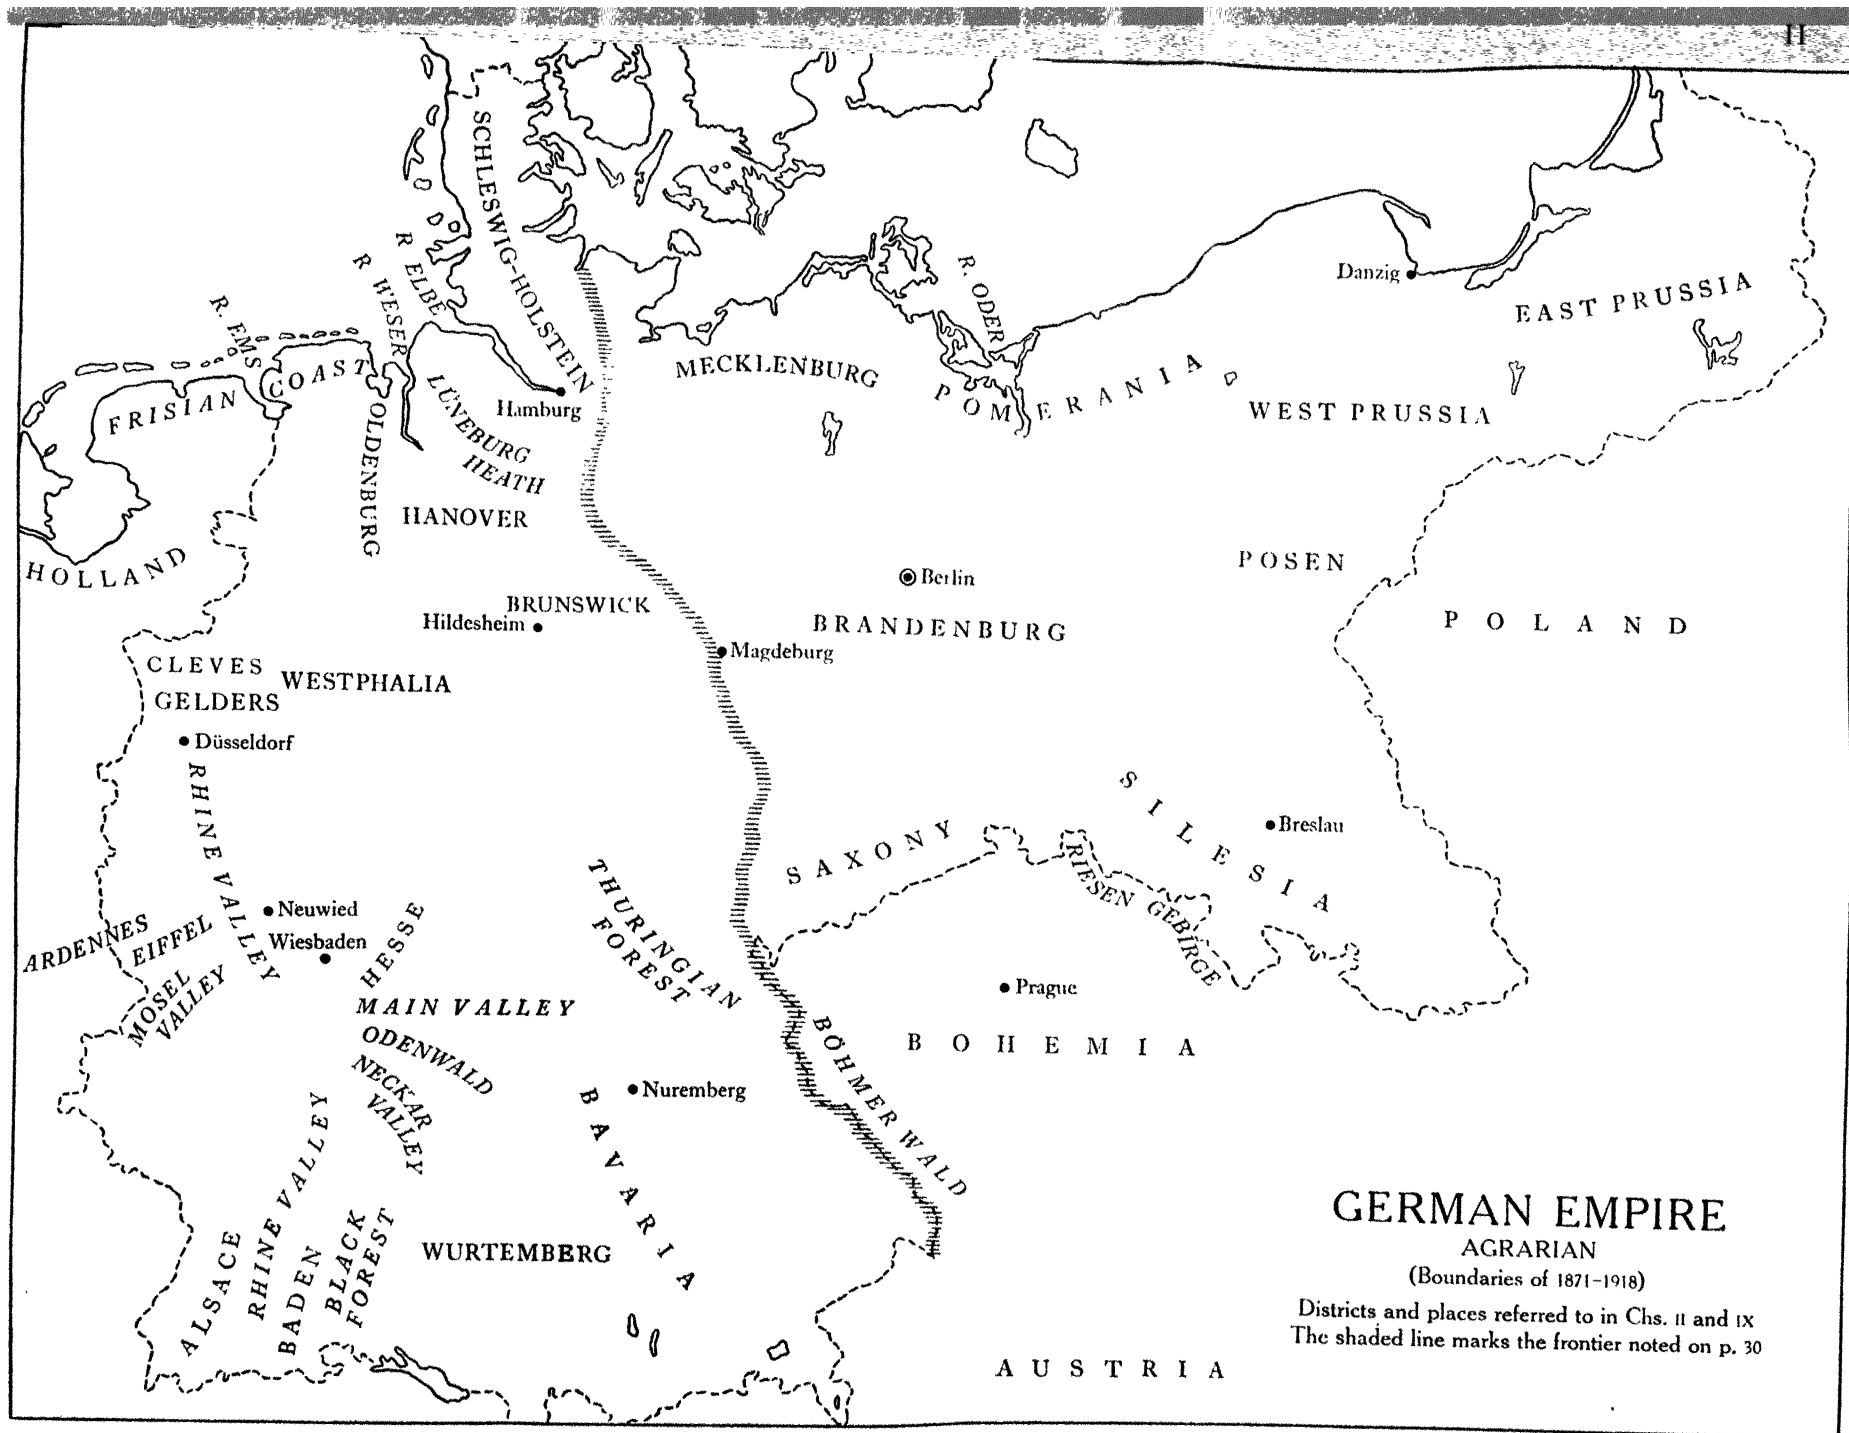 II
SCHLESWIG-HOLSTEIN
R ELBE
R WESER
R. EMS
R. ODER
Danzig
EAST PRUSSIA
FRISIAN COAST
OLDENBURG
LÜNEBURG
HEATH
Hamburg
MECKLENBURG
POMERANIA
WEST PRUSSIA
HANOVER
HOLLAND
Berlin
POSEN
BRUNSWICK
Hildesheim
BRANDENBURG
POLAND
Magdeburg
CLEVES
WESTPHALIA
GELDERS
Düsseldorf
RHINE VALLEY
SILESIA
Breslau
SAXONY
RIESEN GEBIRGE
THURINGIAN
FOREST
Neuwied
Wiesbaden
HESSE
ARDENNES
EIFFEL
MOSEL
VALLEY
MAIN VALLEY
Prague
BOHEMIA
ODENWALD
NECKAR
VALLEY
BÖHMER WALD
Nuremberg
BAVARIA
RHINE VALLEY
ALSACE
BADEN
BLACK
FOREST
WURTEMBERG
GERMAN EMPIRE
AGRARIAN
(Boundaries of 1871-1918)
Districts and places referred to in Chs. II and IX
The shaded line marks the frontier noted on p. 30
AUSTRIA